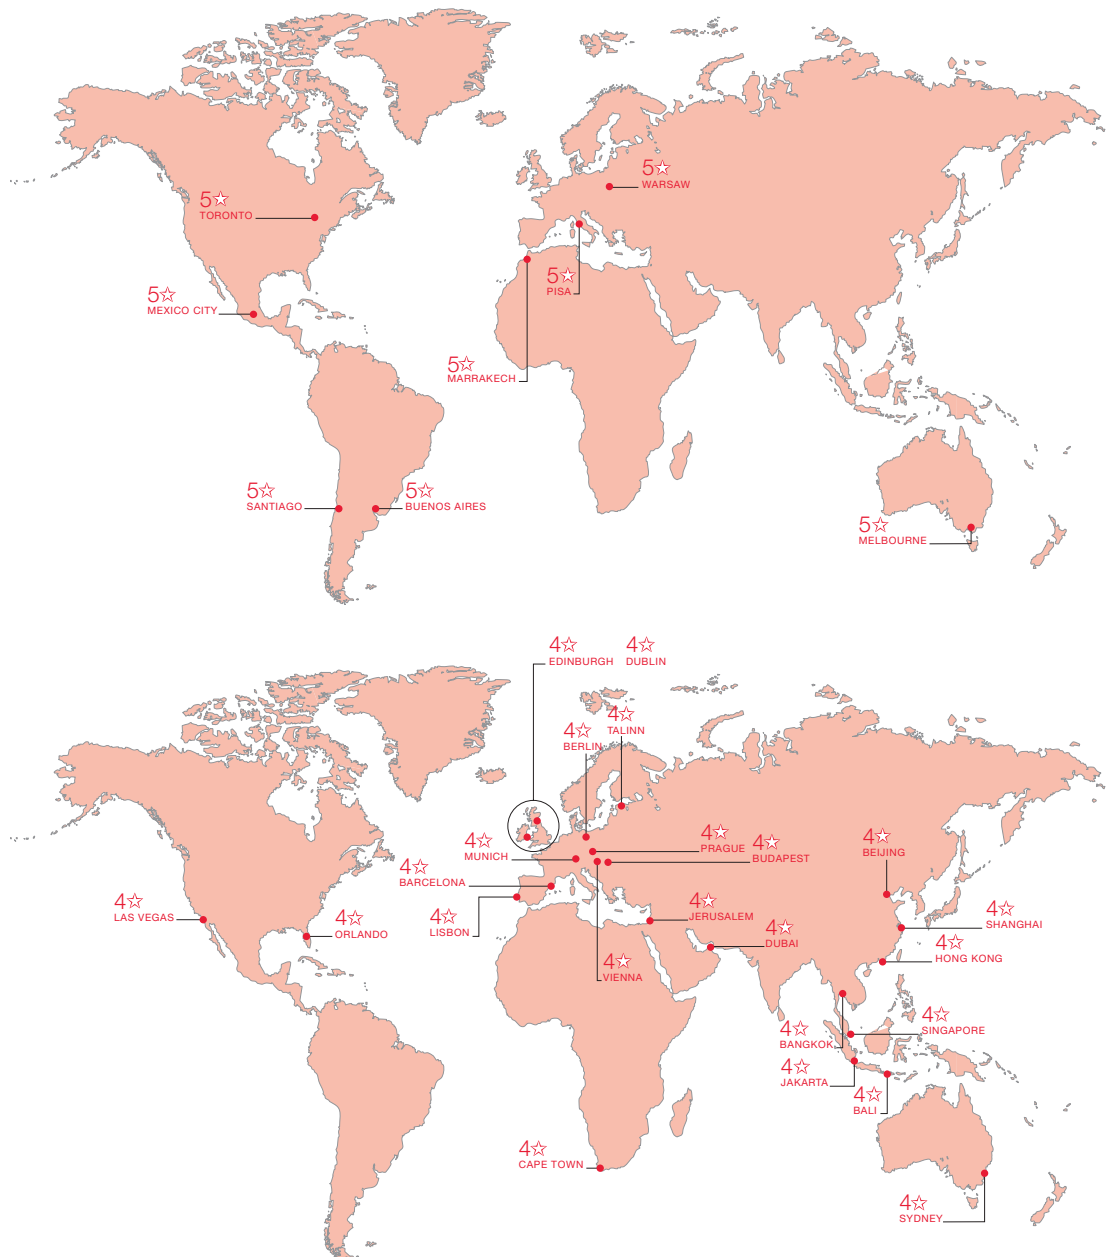 5☆
WARSAW
5☆
TORONTO
5☆
PISA
5☆
MEXICO CITY
5☆
MARRAKECH
5☆
SANTIAGO
5☆
BUENOS AIRES
5☆
MELBOURNE
4☆
EDINBURGH
4☆
DUBLIN
4☆
TALINN
4☆
BERLIN
4☆
MUNICH
4☆
PRAGUE
4☆
BUDAPEST
4☆
BEIJING
4☆
BARCELONA
4☆
LAS VEGAS
4☆
ORLANDO
4☆
LISBON
4☆
JERUSALEM
4☆
DUBAI
4☆
SHANGHAI
4☆
HONG KONG
4☆
VIENNA
4☆
SINGAPORE
4☆
BANGKOK
4☆
JAKARTA
4☆
BALI
4☆
CAPE TOWN
4☆
SYDNEY